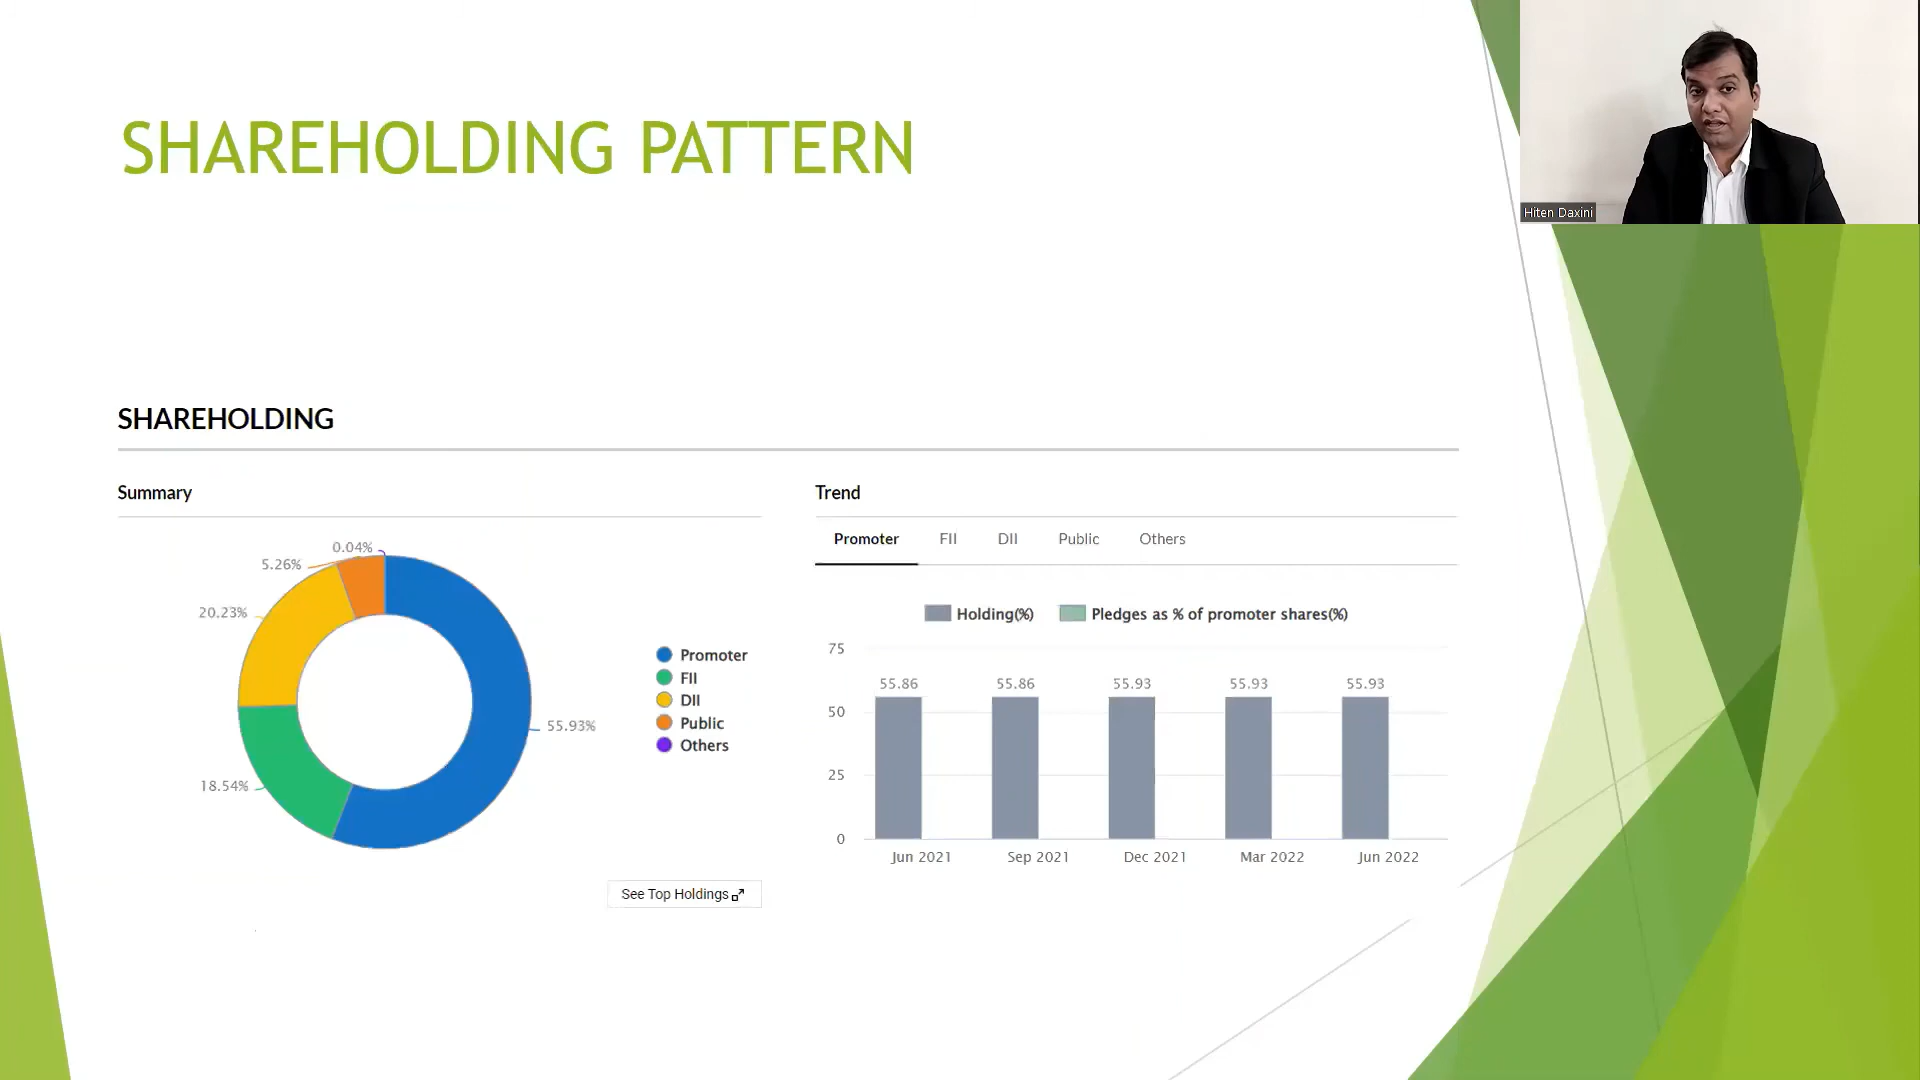 SHAREHOLDING PATTERN
Hiten Daxini
SHAREHOLDING
Summary
0.04%
5.26%
20.23%
18.54%
55.93%
Promoter
FII
DII
Public
Others
See Top Holdings
Trend
Promoter FII DII Public Others
Holding(%) Pledges as % of promoter shares(%)
75
50
25
0
55.86 55.86 55.93 55.93 55.93
Jun 2021 Sep 2021 Dec 2021 Mar 2022 Jun 2022